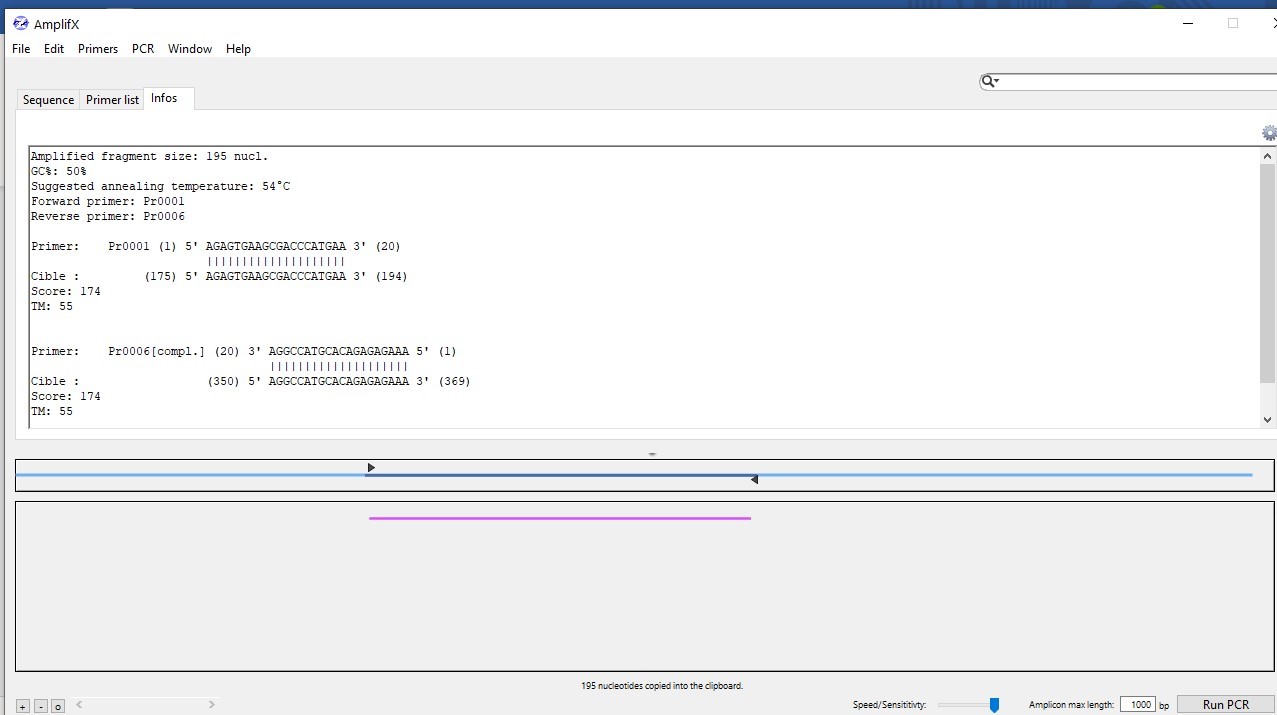 AmplifX
File Edit Primers PCR Window Help
Sequence Primer list Infos
Amplified fragment size: 195 nucl.
GC%: 50%
Suggested annealing temperature: 54°C
Forward primer: Pr0001
Reverse primer: Pr0006
Primer: Pr0001 (1) 5' AGAGTGAAGCGACCCATGAA 3' (20)
||||||||||||||||||||
Cible : (175) 5' AGAGTGAAGCGACCCATGAA 3' (194)
Score: 174
TM: 55
Primer: Pr0006[compl.] (20) 3' AGGCCATGCACAGAGAGAAA 5' (1)
||||||||||||||||||||
Cible : (350) 5' AGGCCATGCACAGAGAGAAA 3' (369)
Score: 174
TM: 55
195 nucleotides copied into the clipboard.
+ - o Speed/Sensititivty: Amplicon max length: 1000 bp Run PCR